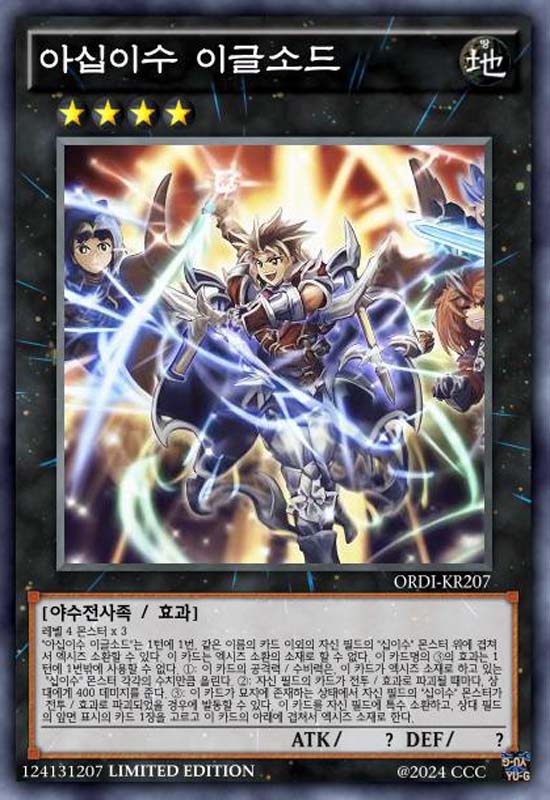 아십이수 이글소드
땅
地
ORDI-KR207
[야수전사족 / 효과]
레벨 4 몬스터 x 3
"아십이수 이글소드"는 1턴에 1번, 같은 이름의 카드 이외의 자신 필드의 "십이수" 몬스터 위에 겹쳐
서 엑시즈 소환할 수 있다. 이 카드는 엑시즈 소환의 소재로 할 수 없다. 이 카드명의 ③의 효과는 1
턴에 1번밖에 사용할 수 없다. ①: 이 카드의 공격력 / 수비력은, 이 카드가 엑시즈 소재로 하고 있는
"십이수" 몬스터 각각의 수치만큼 올린다. ②: 자신 필드의 카드가 전투 / 효과로 파괴될 때마다, 상
대에게 400 데미지를 준다. ③: 이 카드가 묘지에 존재하는 상태에서 자신 필드의 "십이수" 몬스터가
전투 / 효과로 파괴되었을 경우에 발동할 수 있다. 이 카드를 자신 필드에 특수 소환하고, 상대 필드
의 앞면 표시의 카드 1장을 고르고 이 카드의 아래에 겹쳐서 엑시즈 소재로 한다.
ATK/ ? DEF/ ?
124131207 LIMITED EDITION
@2024 CCC
YU-G